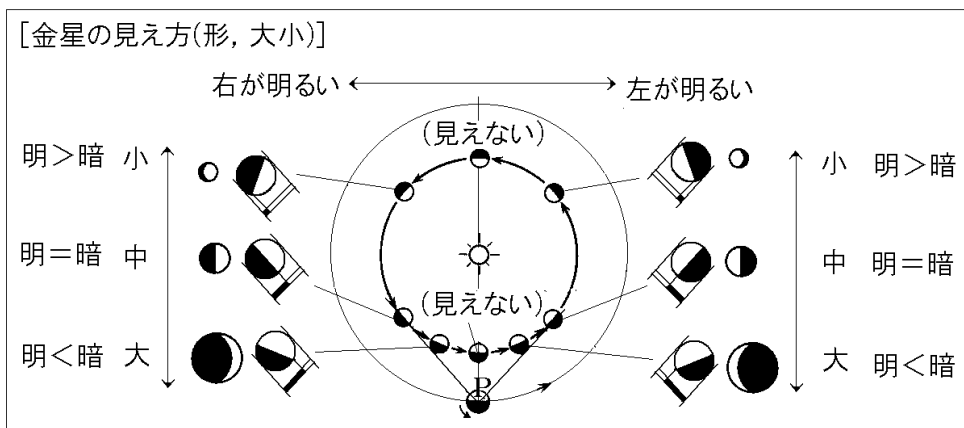 [金星の見え方(形, 大小)]
右が明るい 左が明るい
(見えない)
明>暗 小 小 明>暗
明=暗 中 中 明=暗
(見えない)
明<暗 大 大 明<暗
P